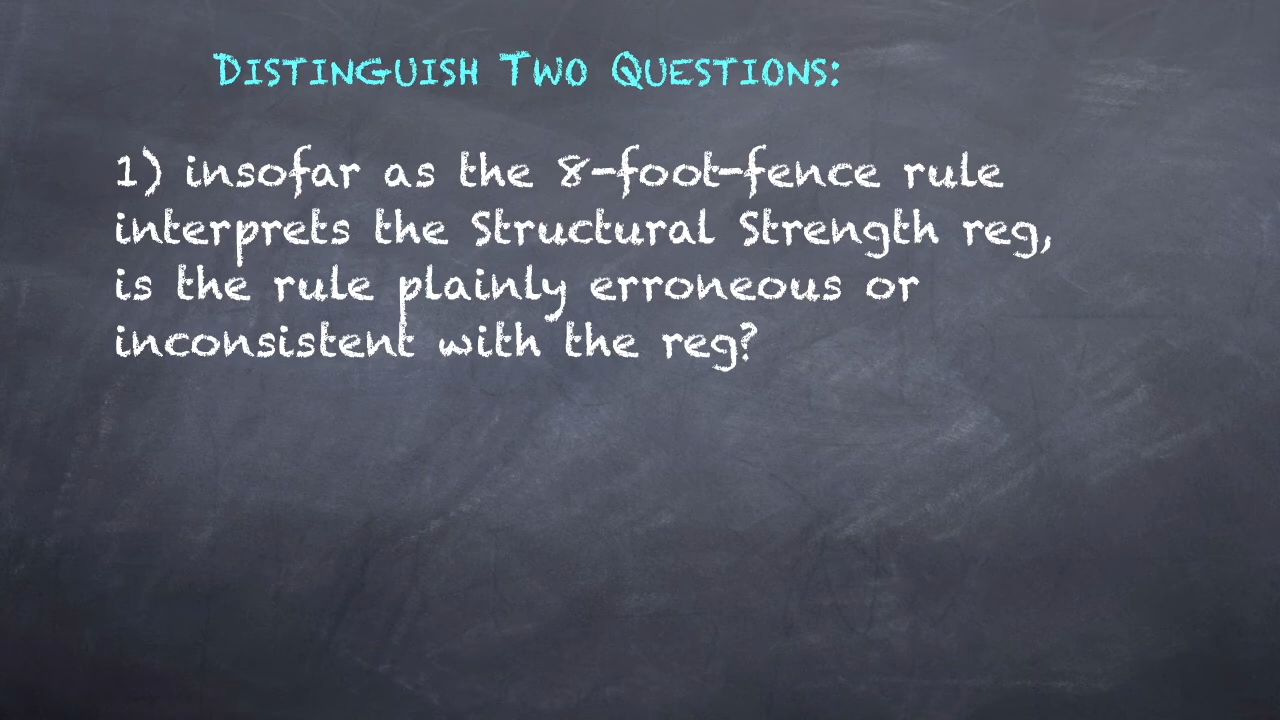 DISTINGUISH TWO QUESTIONS:
1) insofar as the 8-foot-fence rule
interprets the Structural Strength reg,
is the rule plainly erroneous or
inconsistent with the reg?